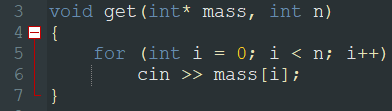 3 void get(int* mass, int n)
4 {
5 for (int i = 0; i < n; i++)
6 cin >> mass[i];
7 }